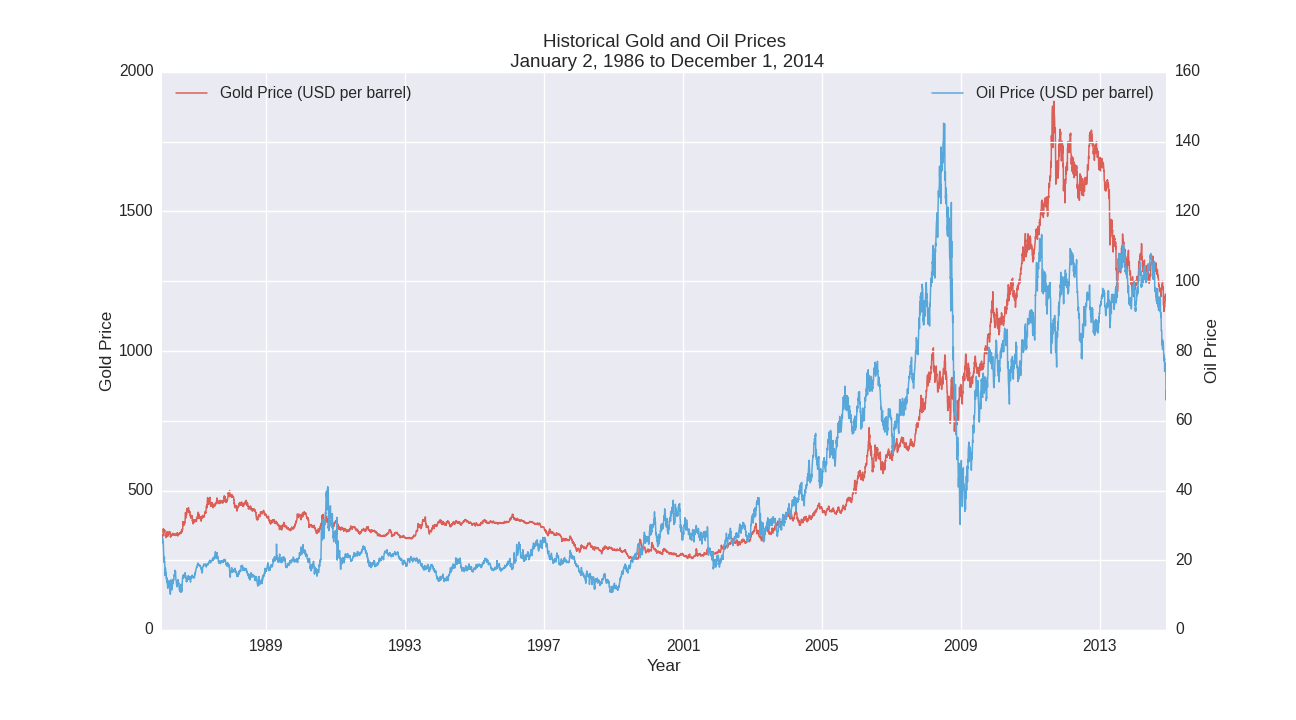 Historical Gold and Oil Prices
January 2, 1986 to December 1, 2014
Gold Price (USD per barrel)
Oil Price (USD per barrel)
2000
1500
1000
500
0
Gold Price
160
140
120
100
80
60
40
20
0
Oil Price
1989 1993 1997 2001 2005 2009 2013
Year